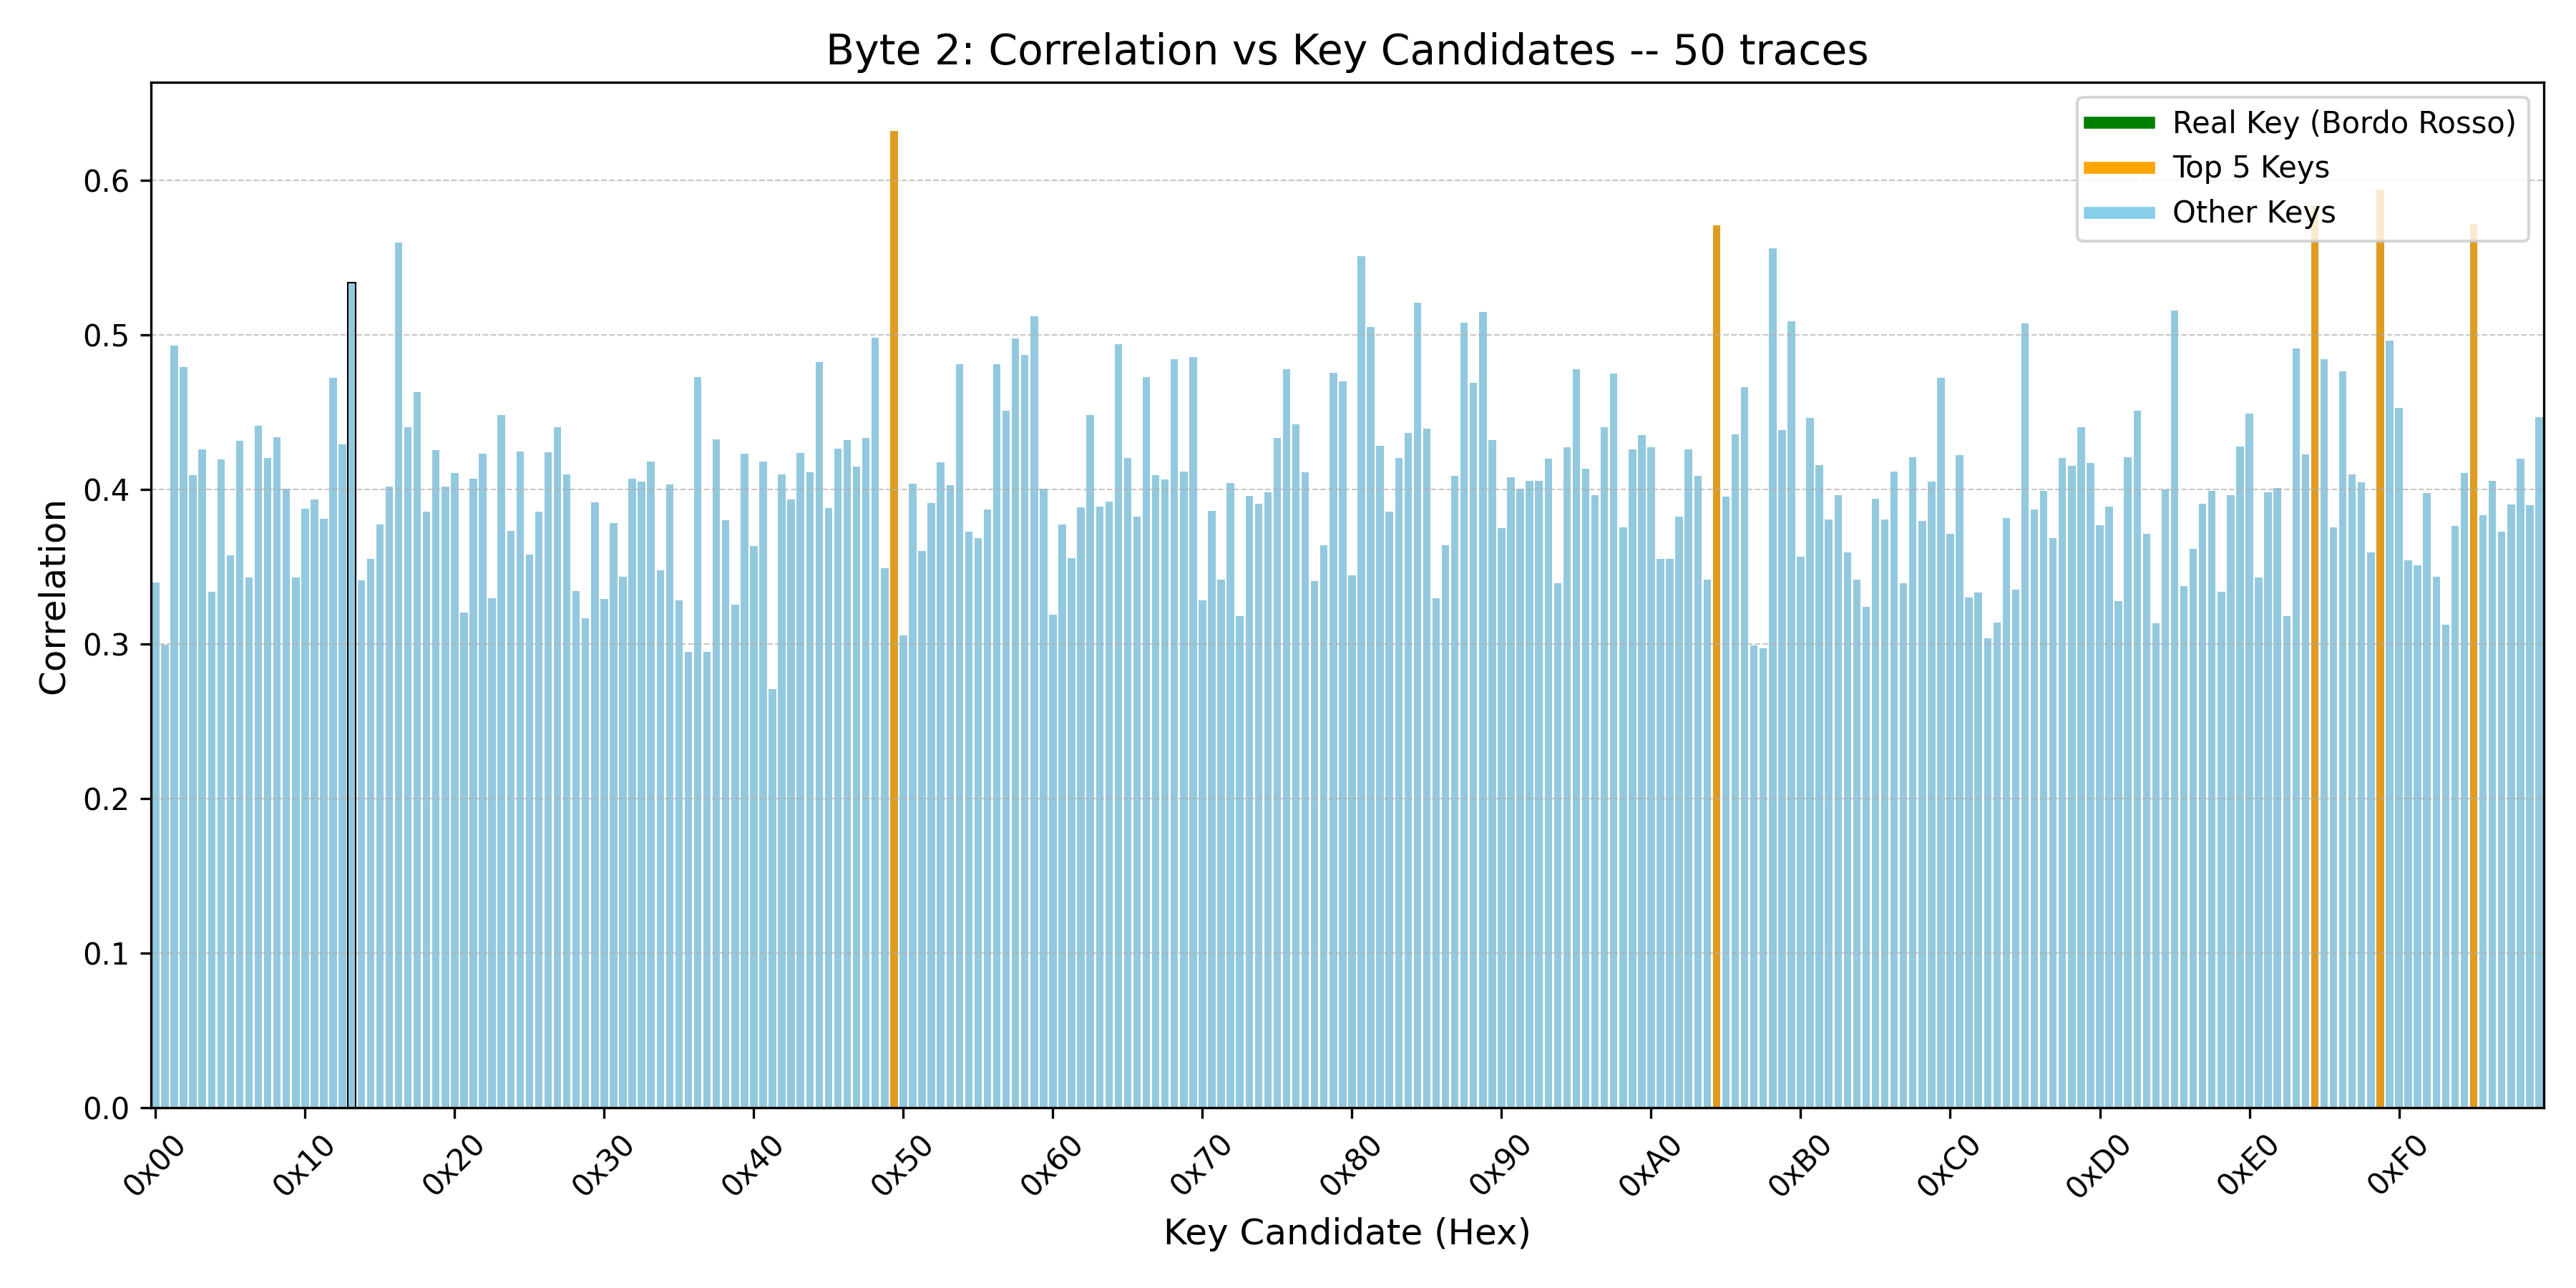 Byte 2: Correlation vs Key Candidates -- 50 traces
Real Key (Bordo Rosso)
Top 5 Keys
Other Keys
Correlation
0.6
0.5
0.4
0.3
0.2
0.1
0.0
0x00 0x10 0x20 0x30 0x40 0x50 0x60 0x70 0x80 0x90 0xA0 0xB0 0xC0 0xD0 0xE0 0xF0
Key Candidate (Hex)